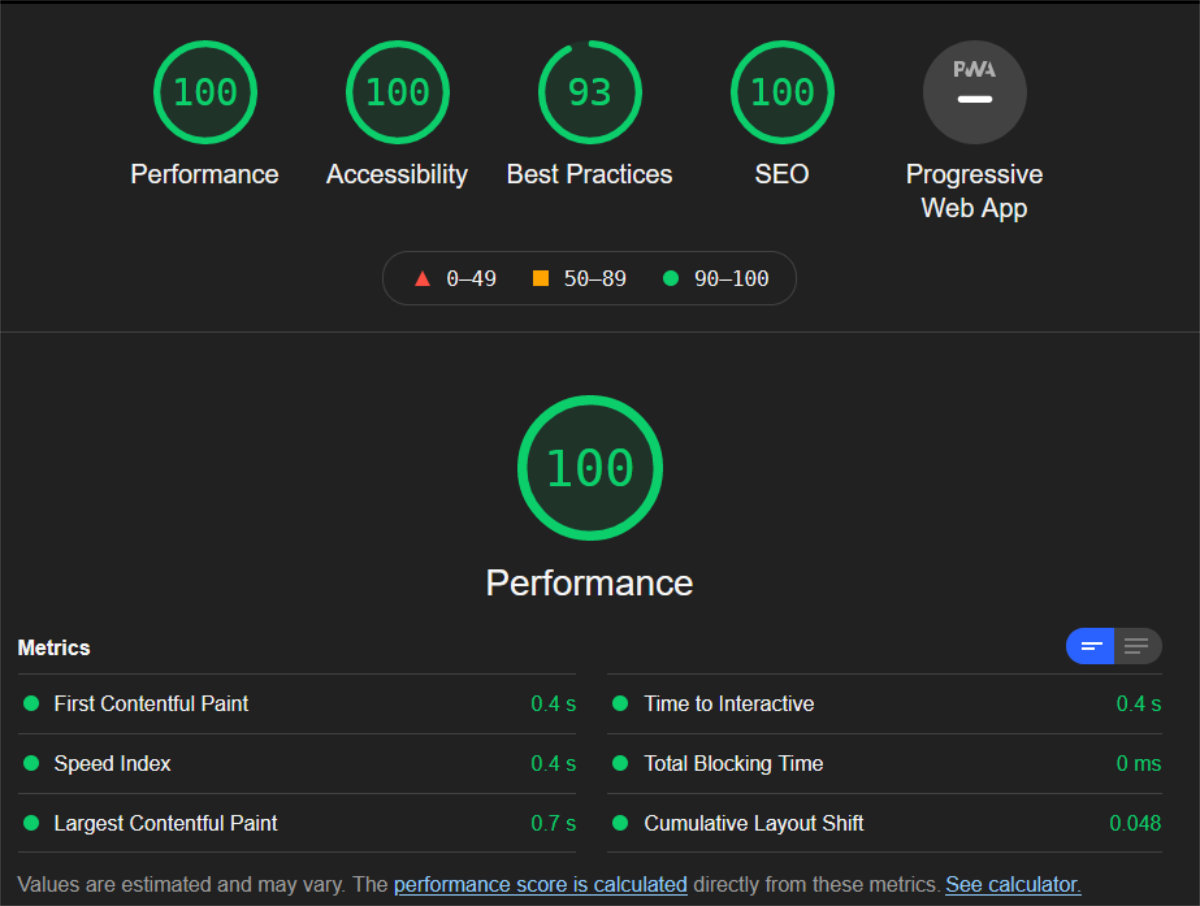 100 100 93 100 PWA
Performance Accessibility Best Practices SEO Progressive
Web App
0–49 50–89 90–100
100
Performance
Metrics
First Contentful Paint 0.4 s Time to Interactive 0.4 s
Speed Index 0.4 s Total Blocking Time 0 ms
Largest Contentful Paint 0.7 s Cumulative Layout Shift 0.048
Values are estimated and may vary. The performance score is calculated directly from these metrics. See calculator.